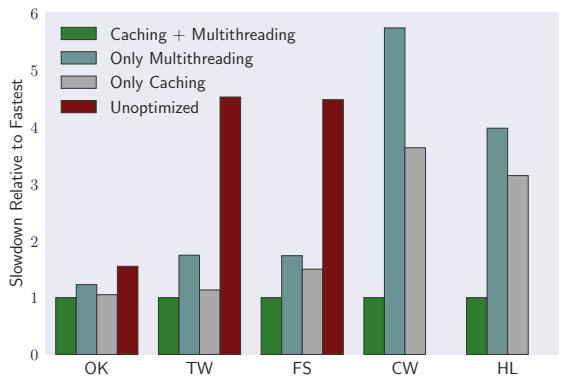 Slowdown Relative to Fastest
6
5
4
3
2
1
0
Caching + Multithreading
Only Multithreading
Only Caching
Unoptimized
OK TW FS CW HL